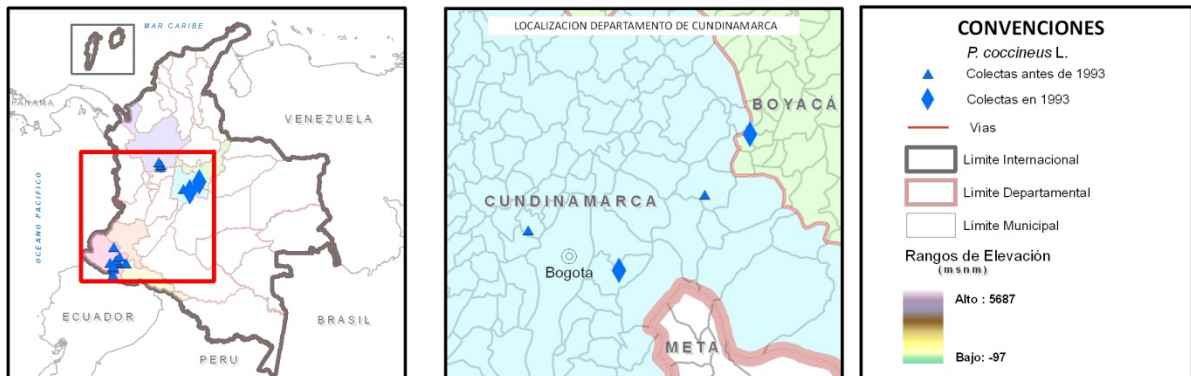 MAR CARIBE
PANAMA
VENEZUELA
OCEANO PACIFICO
ECUADOR
BRASIL
PERU
LOCALIZACION DEPARTAMENTO DE CUNDINAMARCA
BOYACÁ
CUNDINAMARCA
Bogota
META
CONVENCIONES
P. coccineus L.
Colectas antes de 1993
Colectas en 1993
Vias
Limite Internacional
Limite Departamental
Limite Municipal
Rangos de Elevación
(m s n m)
Alto : 5687
Bajo: -97